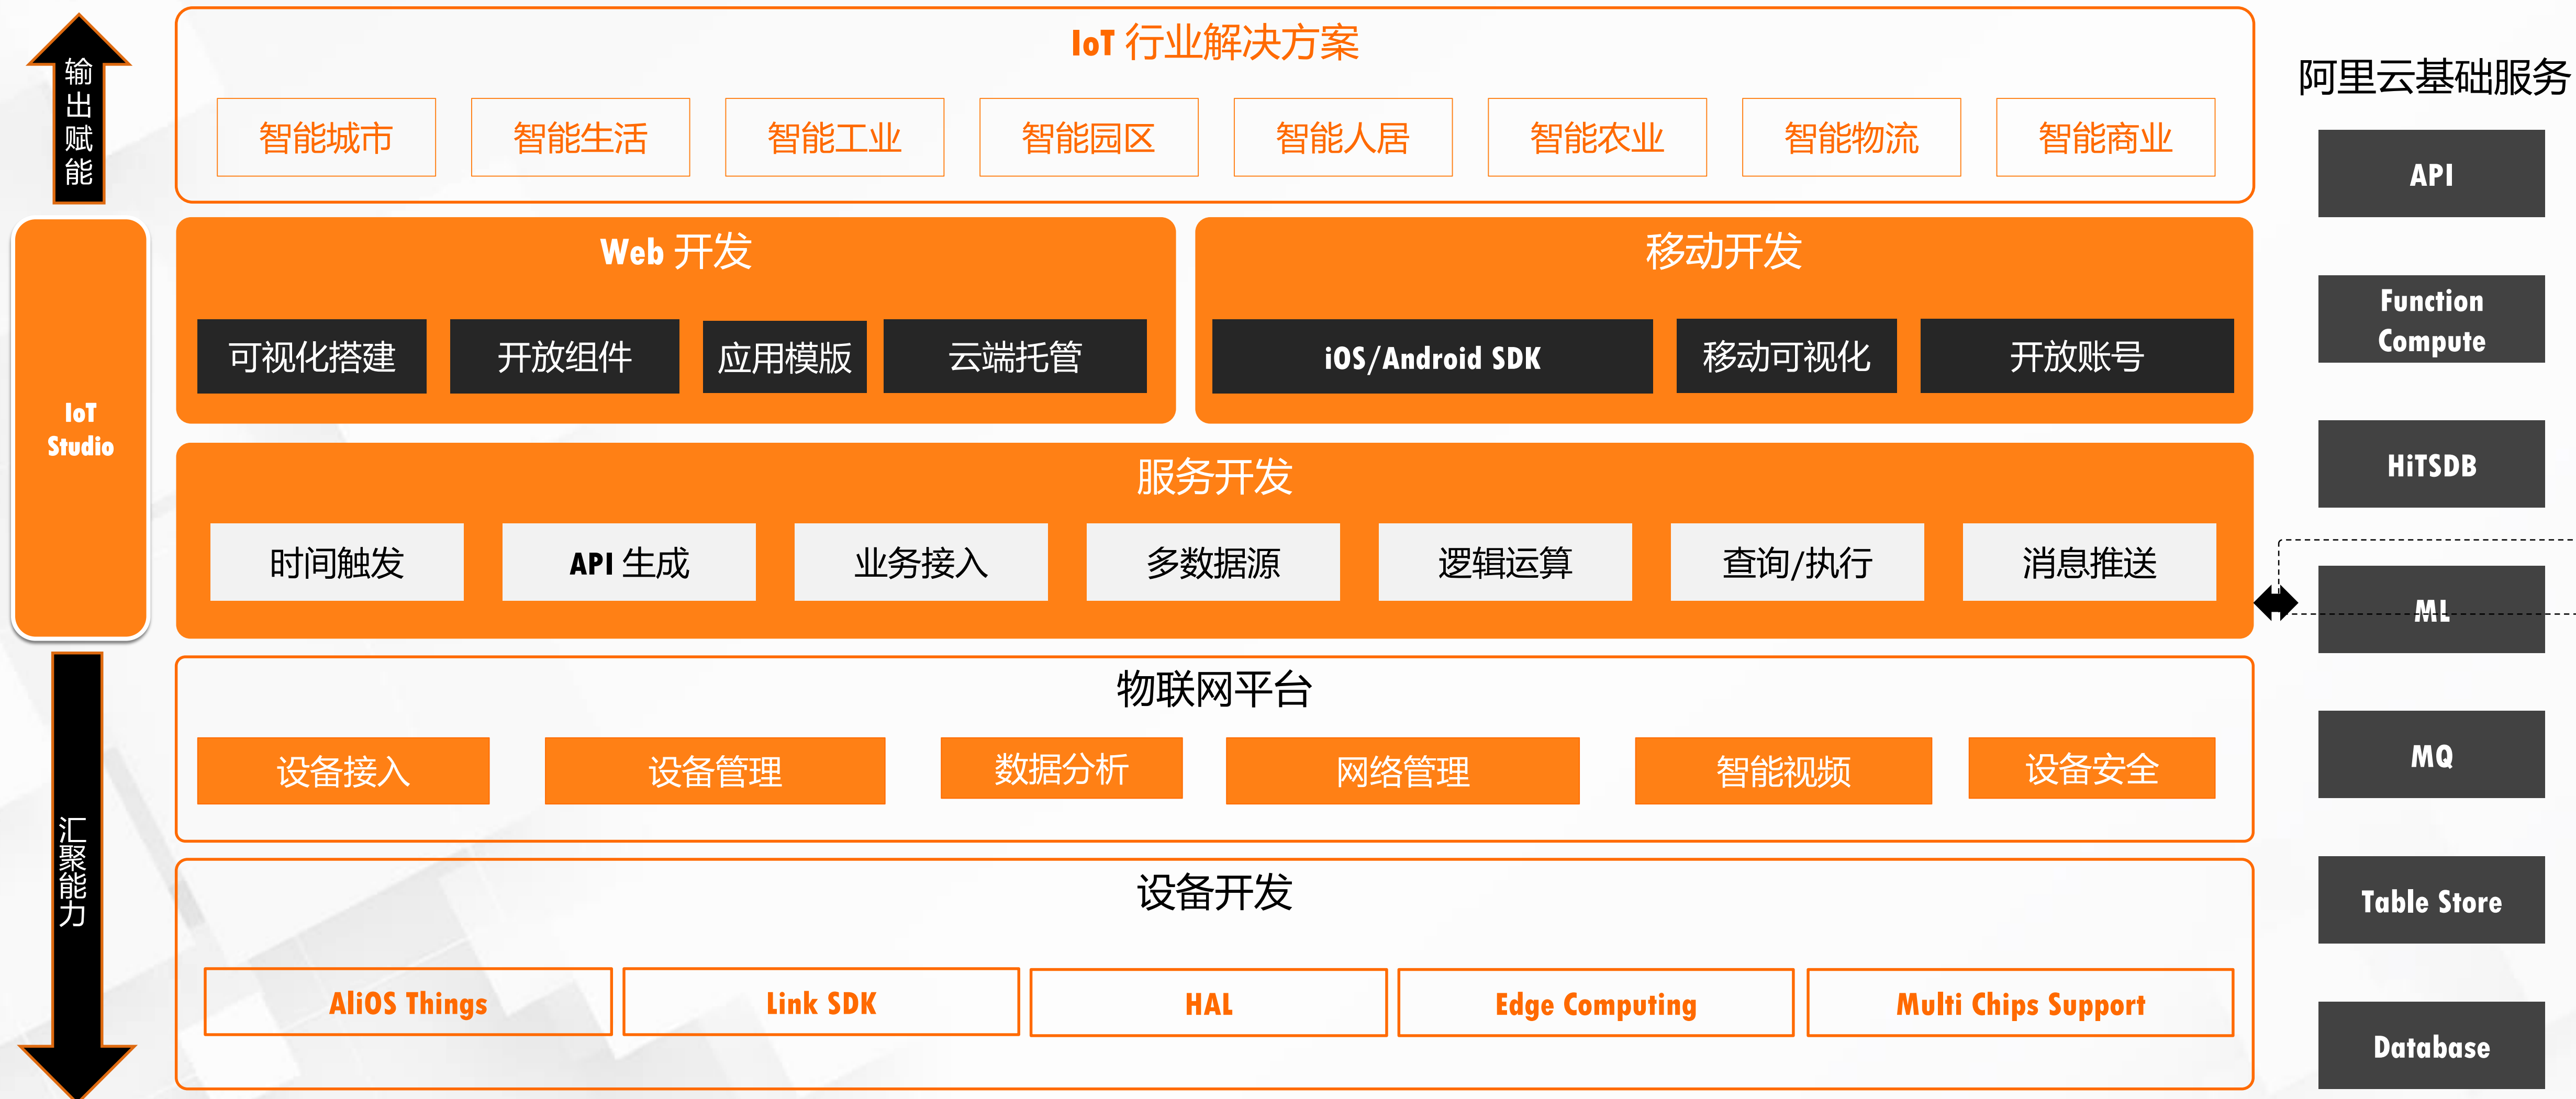 输出赋能
IoT 行业解决方案
智能城市
智能生活
智能工业
智能园区
智能人居
智能农业
智能物流
智能商业
IoT
Studio
Web 开发
可视化搭建
开放组件
应用模版
云端托管
移动开发
iOS/Android SDK
移动可视化
开放账号
服务开发
时间触发
API 生成
业务接入
多数据源
逻辑运算
查询/执行
消息推送
汇聚能力
物联网平台
设备接入
设备管理
数据分析
网络管理
智能视频
设备安全
设备开发
AliOS Things
Link SDK
HAL
Edge Computing
Multi Chips Support
阿里云基础服务
API
Function
Compute
HiTSDB
ML
MQ
Table Store
Database